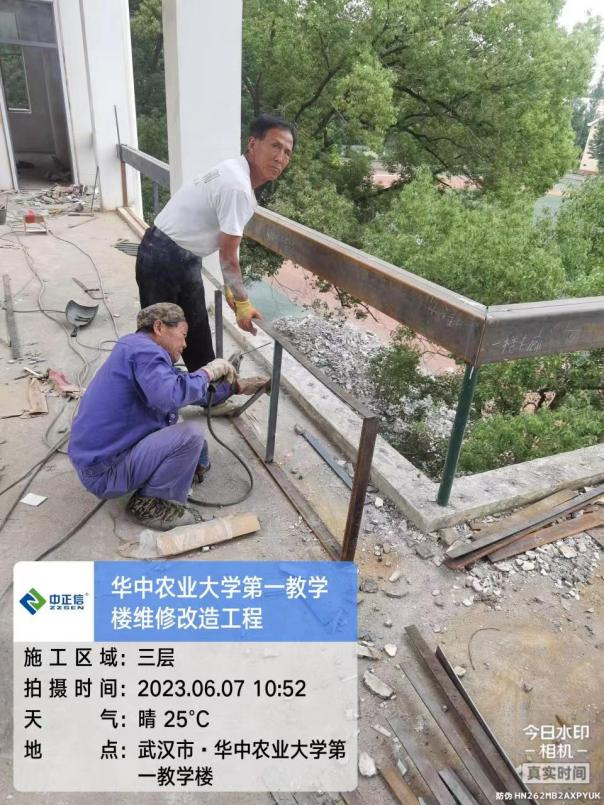 中正信®
ZZSEN
华中农业大学第一教学
楼维修改造工程
施工区域：三层
拍摄时间：2023.06.07 10:52
天气：晴 25℃
地点：武汉市·华中农业大学第
一教学楼
今日水印
-相机-
真实时间
防伪 HN262MB2AXPYUK